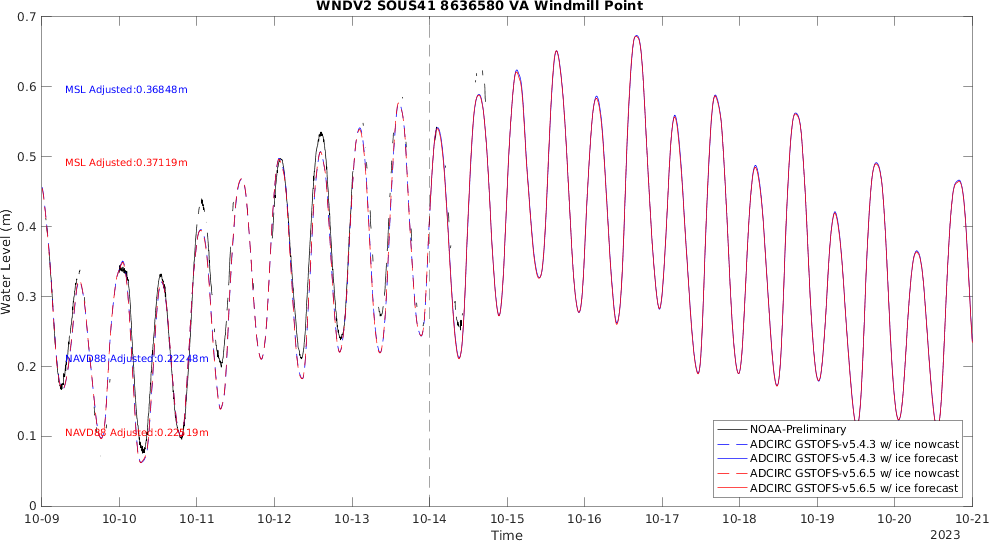 WNDV2 SOUS41 8636580 VA Windmill Point
0.7
0.6
0.5
0.4
0.3
0.2
0.1
0
Water Level (m)
MSL Adjusted:0.36848m
MSL Adjusted:0.37119m
NAVD88 Adjusted:0.22248m
NAVD88 Adjusted:0.22519m
NOAA-Preliminary
ADCIRC GSTOFS-v5.4.3 w/ ice nowcast
ADCIRC GSTOFS-v5.4.3 w/ ice forecast
ADCIRC GSTOFS-v5.6.5 w/ ice nowcast
ADCIRC GSTOFS-v5.6.5 w/ ice forecast
10-09 10-10 10-11 10-12 10-13 10-14 10-15 10-16 10-17 10-18 10-19 10-20 10-21
Time
2023